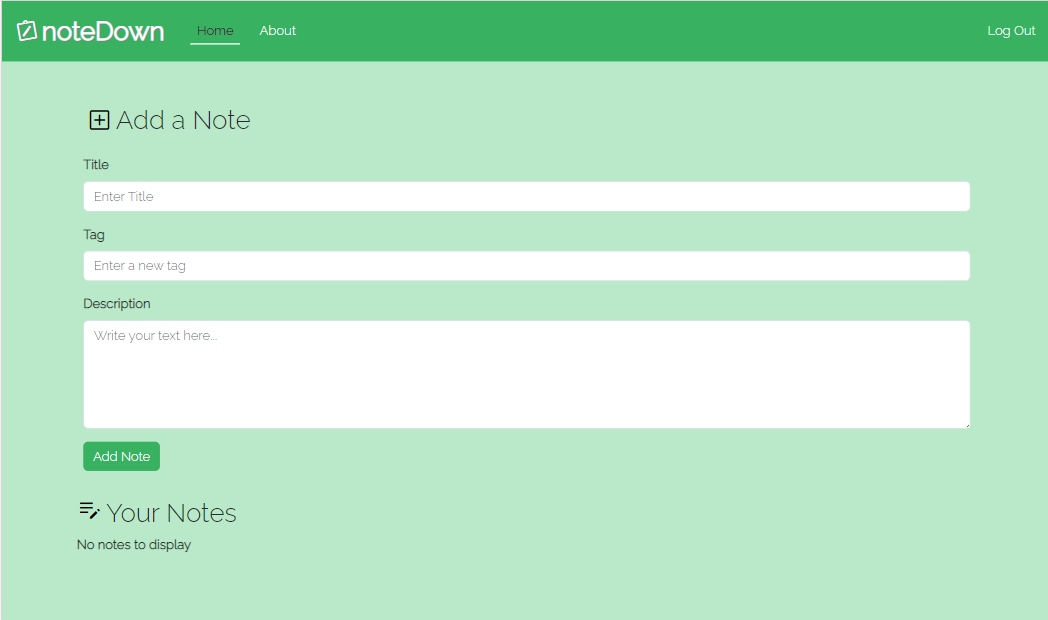 noteDown Home About Log Out
Add a Note
Title
Enter Title
Tag
Enter a new tag
Description
Write your text here...
Add Note
Your Notes
No notes to display